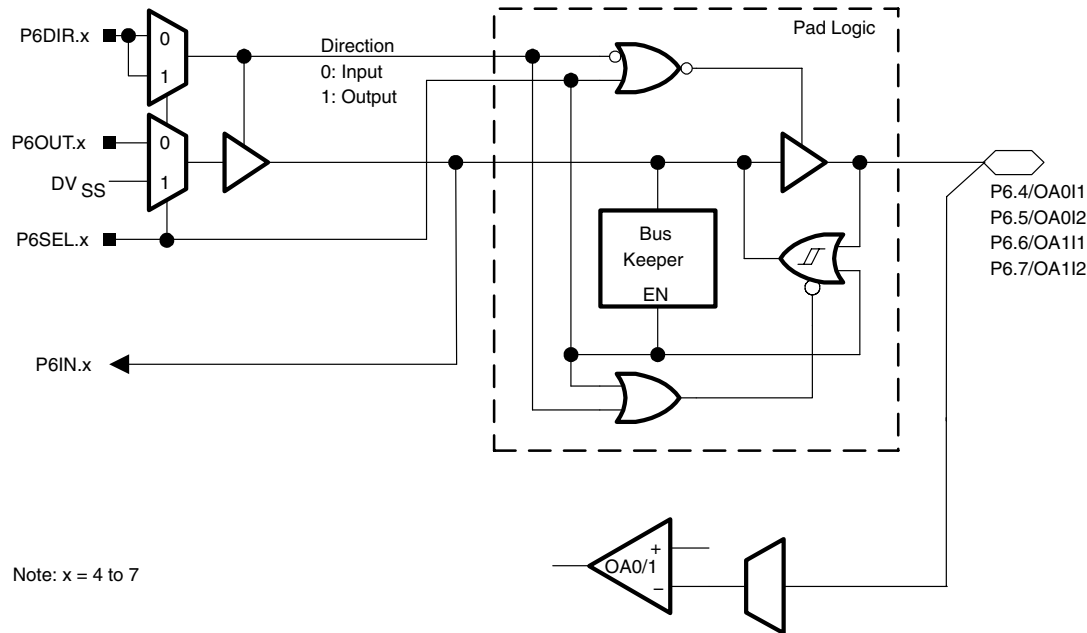 Pad Logic
P6DIR.x
0
1
Direction
0: Input
1: Output
P6OUT.x
0
DVSS
1
P6SEL.x
Bus
Keeper
EN
P6.4/OA0I1
P6.5/OA0I2
P6.6/OA1I1
P6.7/OA1I2
P6IN.x
+
OA0/1
−
Note: x = 4 to 7